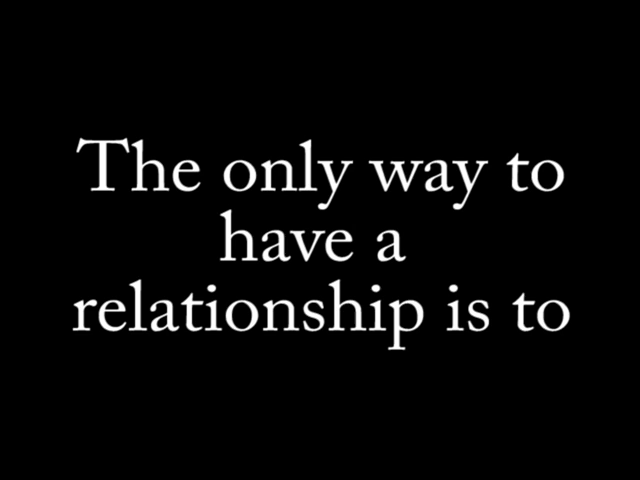 The only way to
have a
relationship is to